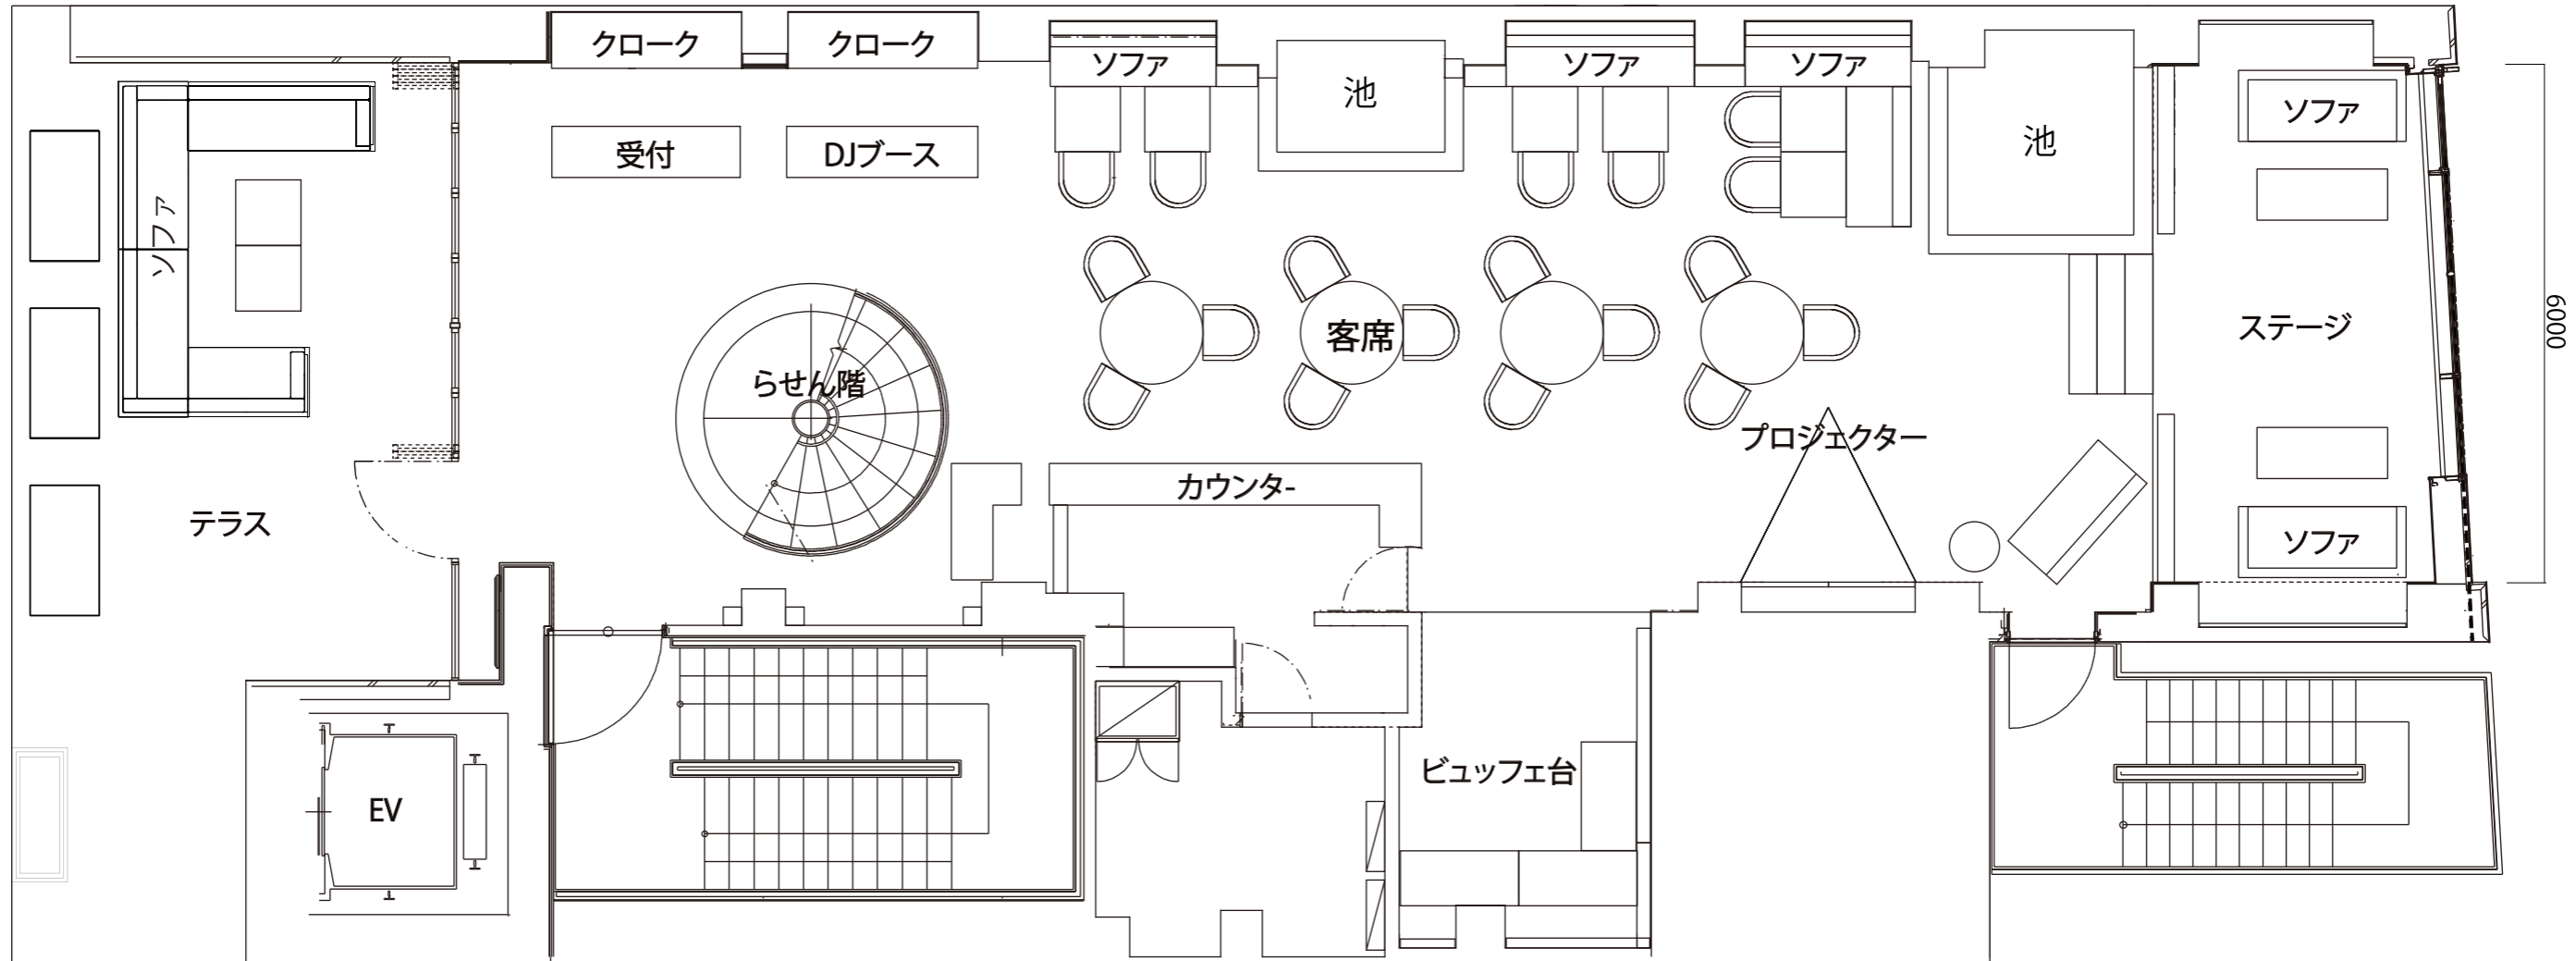 クローク
クローク
ソファ
池
ソファ
ソファ
ソファ
受付
DJブース
池
ソファ
客席
ステージ
6000
らせん階
プロジェクター
カウンタ-
テラス
ソファ
ビュッフェ台
EV